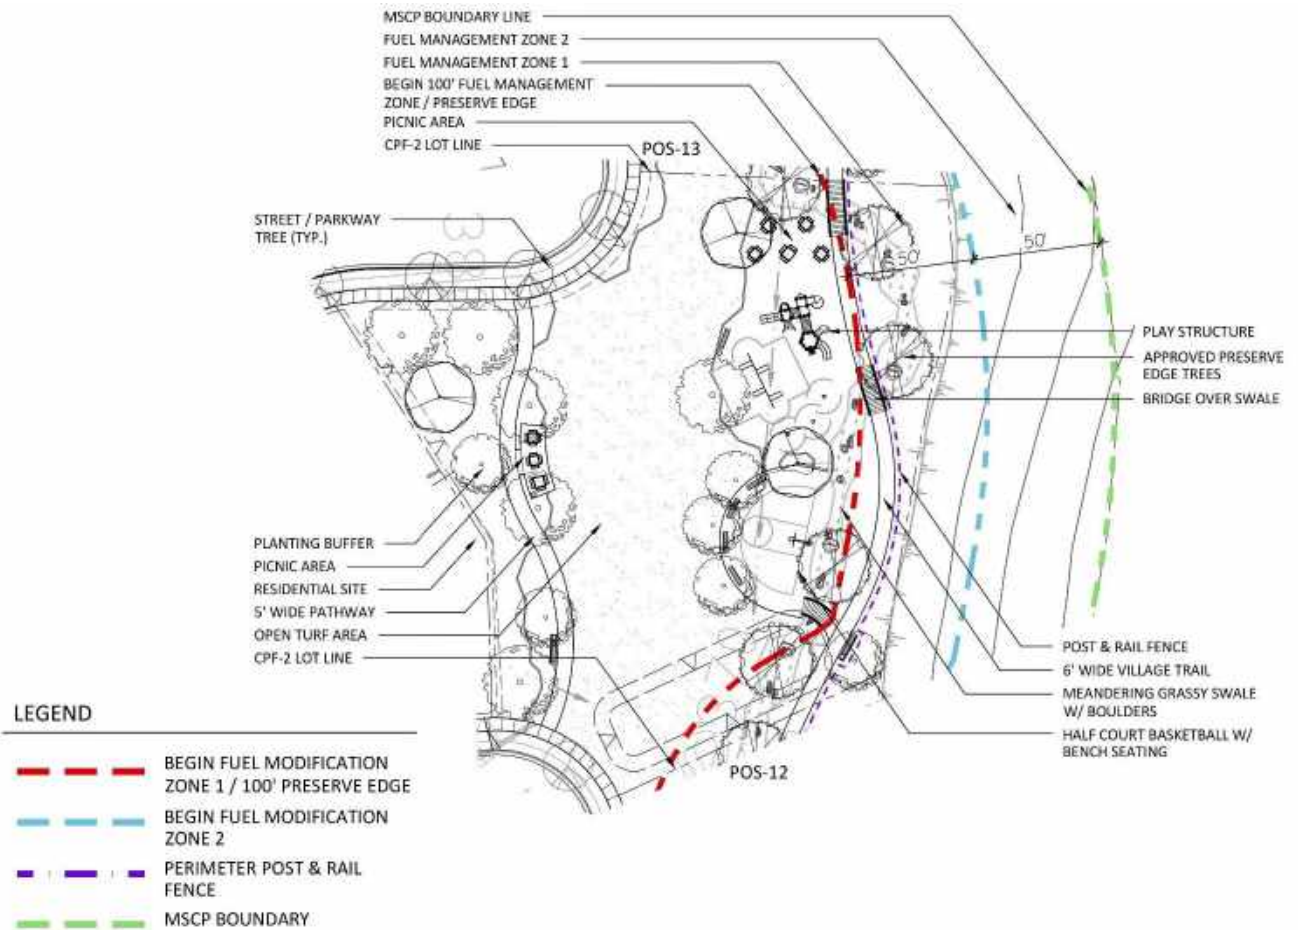 MSCP BOUNDARY LINE
FUEL MANAGEMENT ZONE 2
FUEL MANAGEMENT ZONE 1
BEGIN 100' FUEL MANAGEMENT
ZONE / PRESERVE EDGE
PICNIC AREA
CPF-2 LOT LINE
POS-13
STREET / PARKWAY
TREE (TYP.)
50'
50'
PLAY STRUCTURE
APPROVED PRESERVE
EDGE TREES
BRIDGE OVER SWALE
PLANTING BUFFER
PICNIC AREA
RESIDENTIAL SITE
5' WIDE PATHWAY
OPEN TURF AREA
CPF-2 LOT LINE
POST & RAIL FENCE
6' WIDE VILLAGE TRAIL
MEANDERING GRASSY SWALE
W/ BOULDERS
HALF COURT BASKETBALL W/
BENCH SEATING
POS-12
LEGEND
BEGIN FUEL MODIFICATION
ZONE 1 / 100' PRESERVE EDGE
BEGIN FUEL MODIFICATION
ZONE 2
PERIMETER POST & RAIL
FENCE
MSCP BOUNDARY